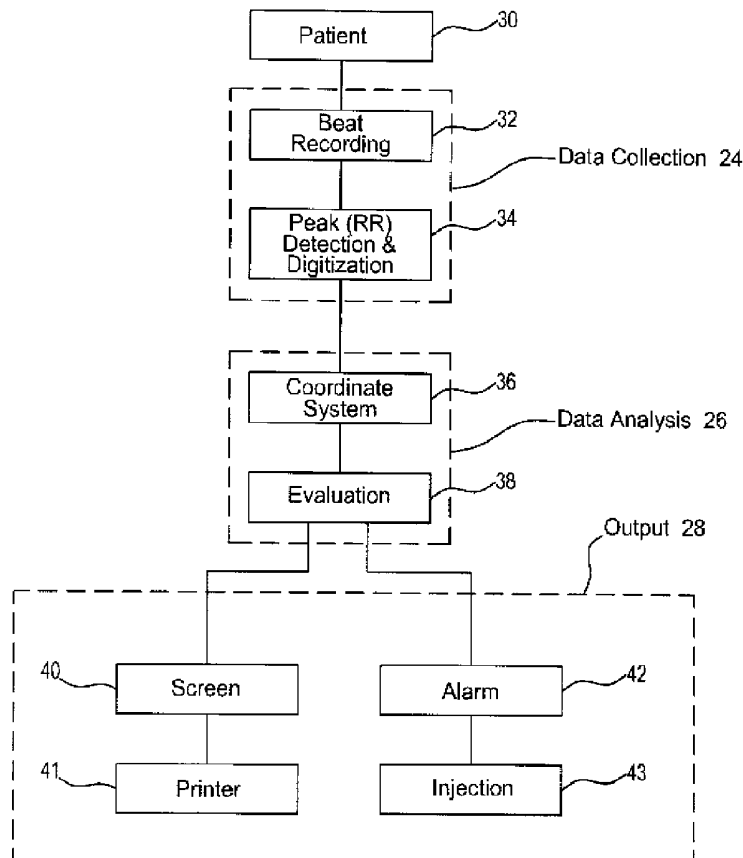 Patient
30
Beat
Recording
32
Data Collection 24
Peak (RR)
Detection &
Digitization
34
Coordinate
System
36
Data Analysis 26
Evaluation
38
Output 28
40
Screen
Alarm
42
41
Printer
Injection
43